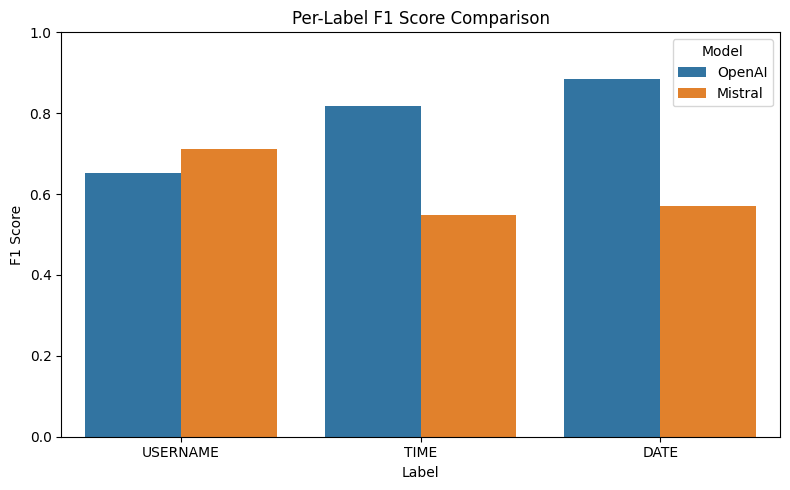 Per-Label F1 Score Comparison
Model
OpenAI
Mistral
1.0
0.8
0.6
0.4
0.2
0.0
F1 Score
USERNAME TIME DATE
Label